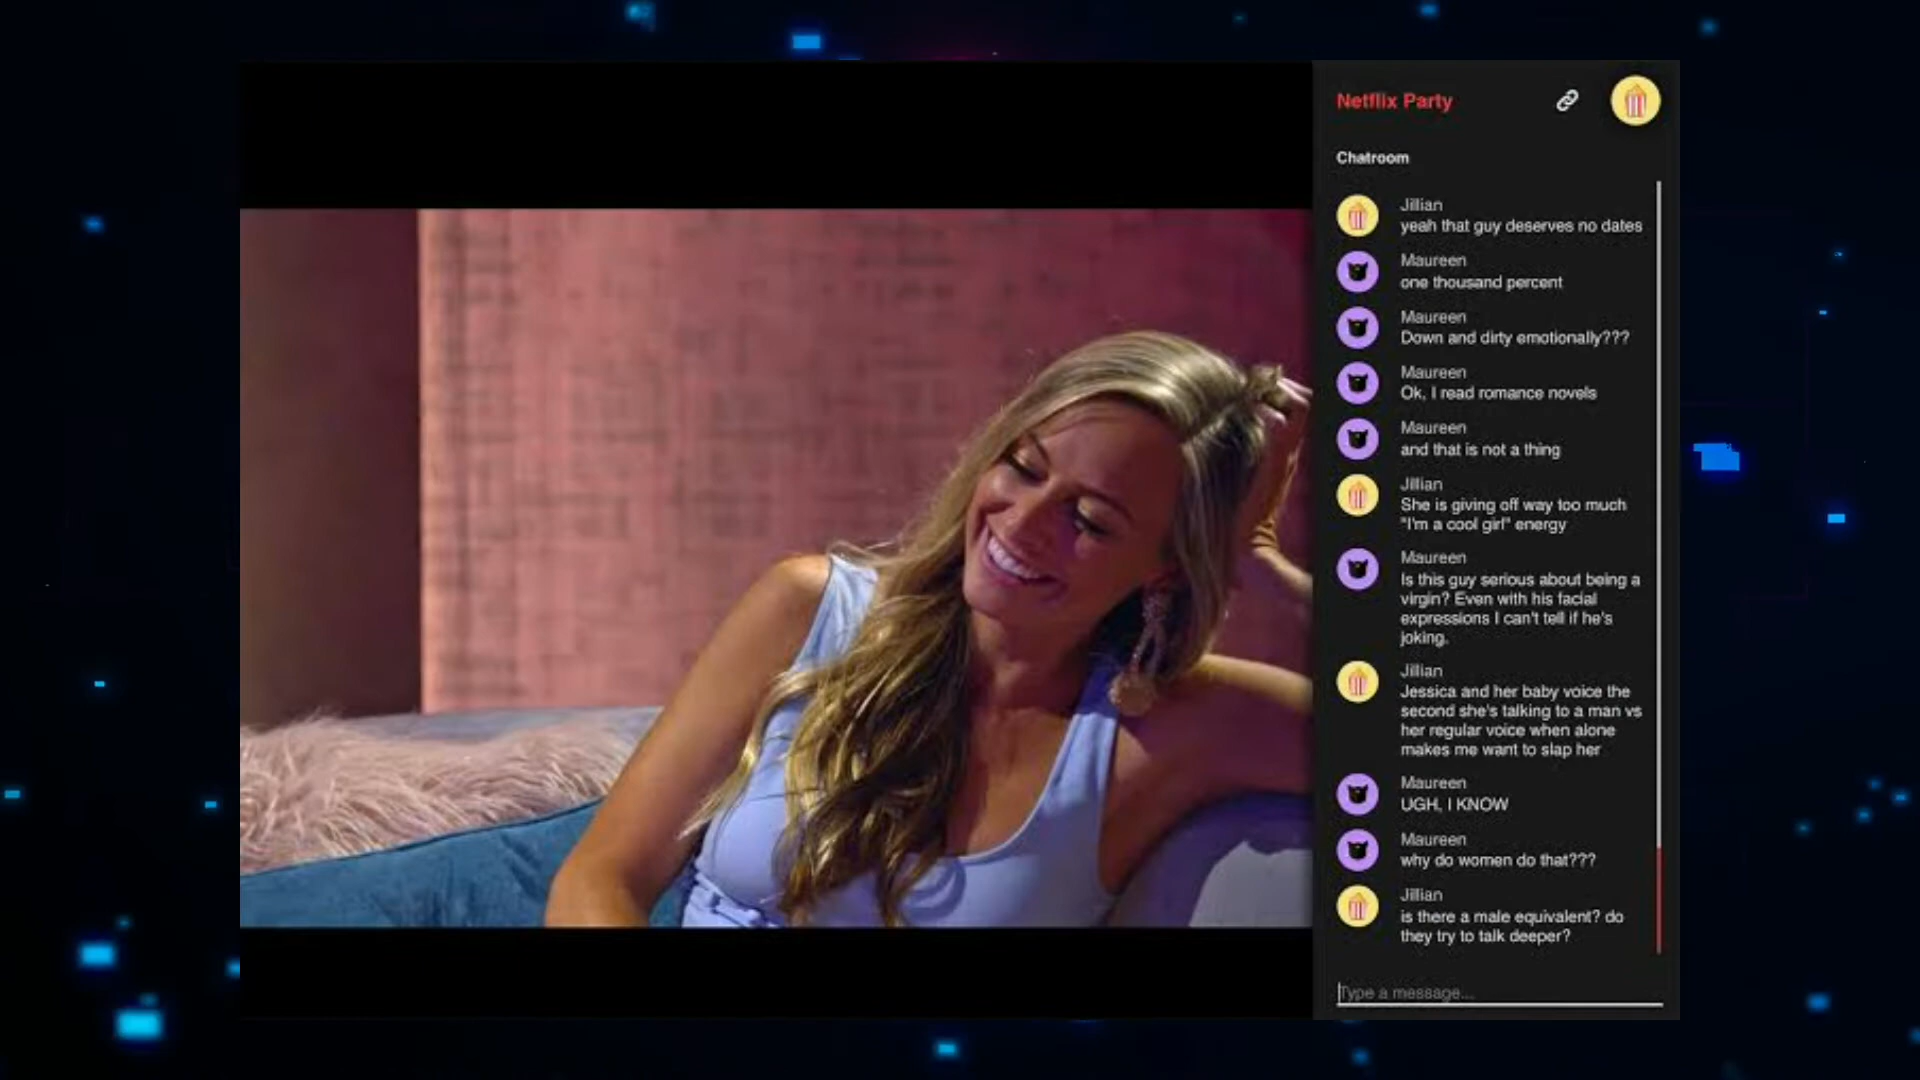 Netflix Party
Chatroom
Jillian
yeah that guy deserves no dates
Maureen
one thousand percent
Maureen
Down and dirty emotionally???
Maureen
Ok, I read romance novels
Maureen
and that is not a thing
Jillian
She is giving off way too much
"I'm a cool girl" energy
Maureen
Is this guy serious about being a
virgin? Even with his facial
expressions I can't tell if he's
joking.
Jillian
Jessica and her baby voice the
second she's talking to a man vs
her regular voice when alone
makes me want to slap her
Maureen
UGH, I KNOW
Maureen
why do women do that???
Jillian
is there a male equivalent? do
they try to talk deeper?
Type a message...